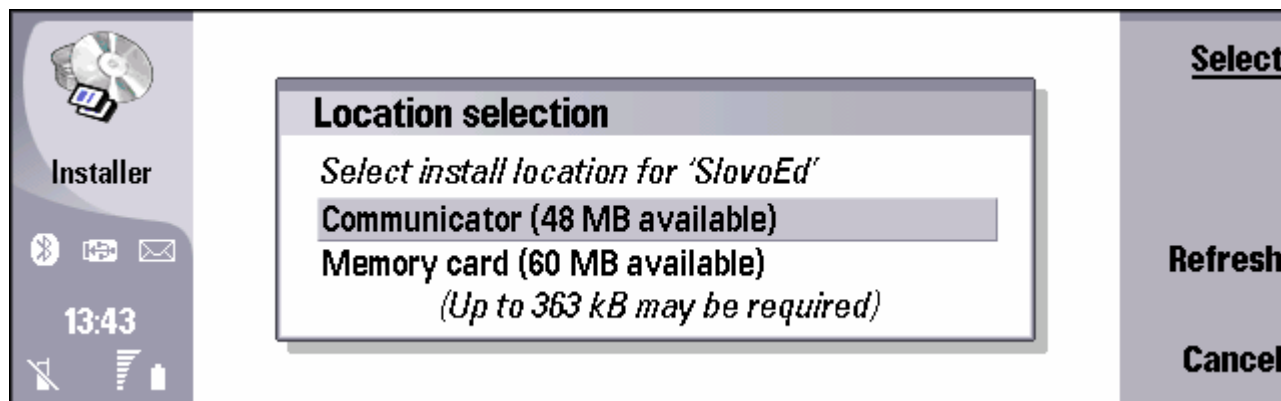 Installer
13:43
Location selection
Select install location for ‘SlovoEd’
Communicator (48 MB available)
Memory card (60 MB available)
(Up to 363 kB may be required)
Select
Refresh
Cancel